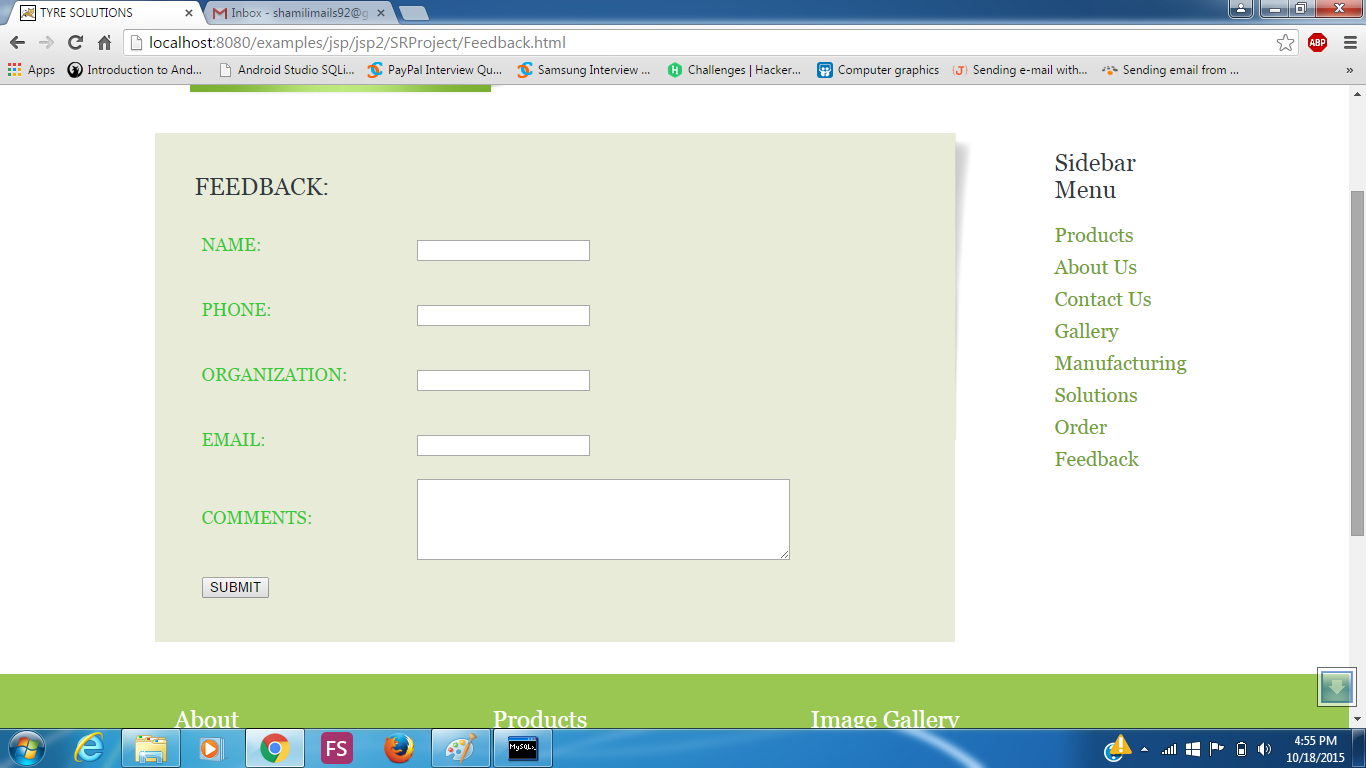 TYRE SOLUTIONS
Inbox - shamilimails92@g
localhost:8080/examples/jsp/jsp2/SRProject/Feedback.html
ABP
Apps
Introduction to And...
Android Studio SQLi...
PayPal Interview Qu...
Samsung Interview ...
Challenges | Hacker...
Computer graphics
Sending e-mail with...
Sending email from ...
»
FEEDBACK:
NAME:
PHONE:
ORGANIZATION:
EMAIL:
COMMENTS:
SUBMIT
Sidebar
Menu
Products
About Us
Contact Us
Gallery
Manufacturing
Solutions
Order
Feedback
About
Products
Image Gallery
FS
MySQL
4:55 PM
10/18/2015